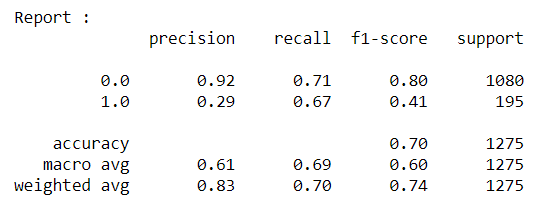 Report :
precision recall f1-score support
0.0 0.92 0.71 0.80 1080
1.0 0.29 0.67 0.41 195
accuracy 0.70 1275
macro avg 0.61 0.69 0.60 1275
weighted avg 0.83 0.70 0.74 1275